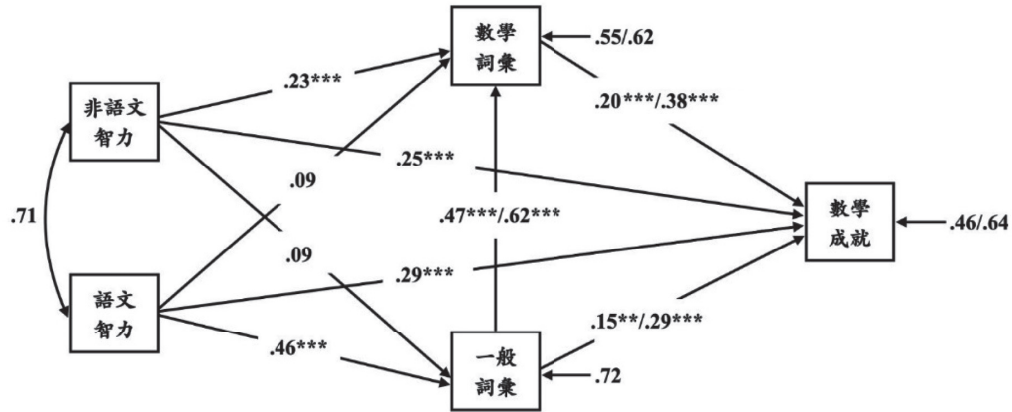 數學
詞彙
.55/.62
.23***
.20***/.38***
非語文
智力
.25***
.09
.71
.47***/.62***
數學
成就
.46/.64
.09
.29***
語文
智力
.15**/.29***
.46***
一般
詞彙
.72